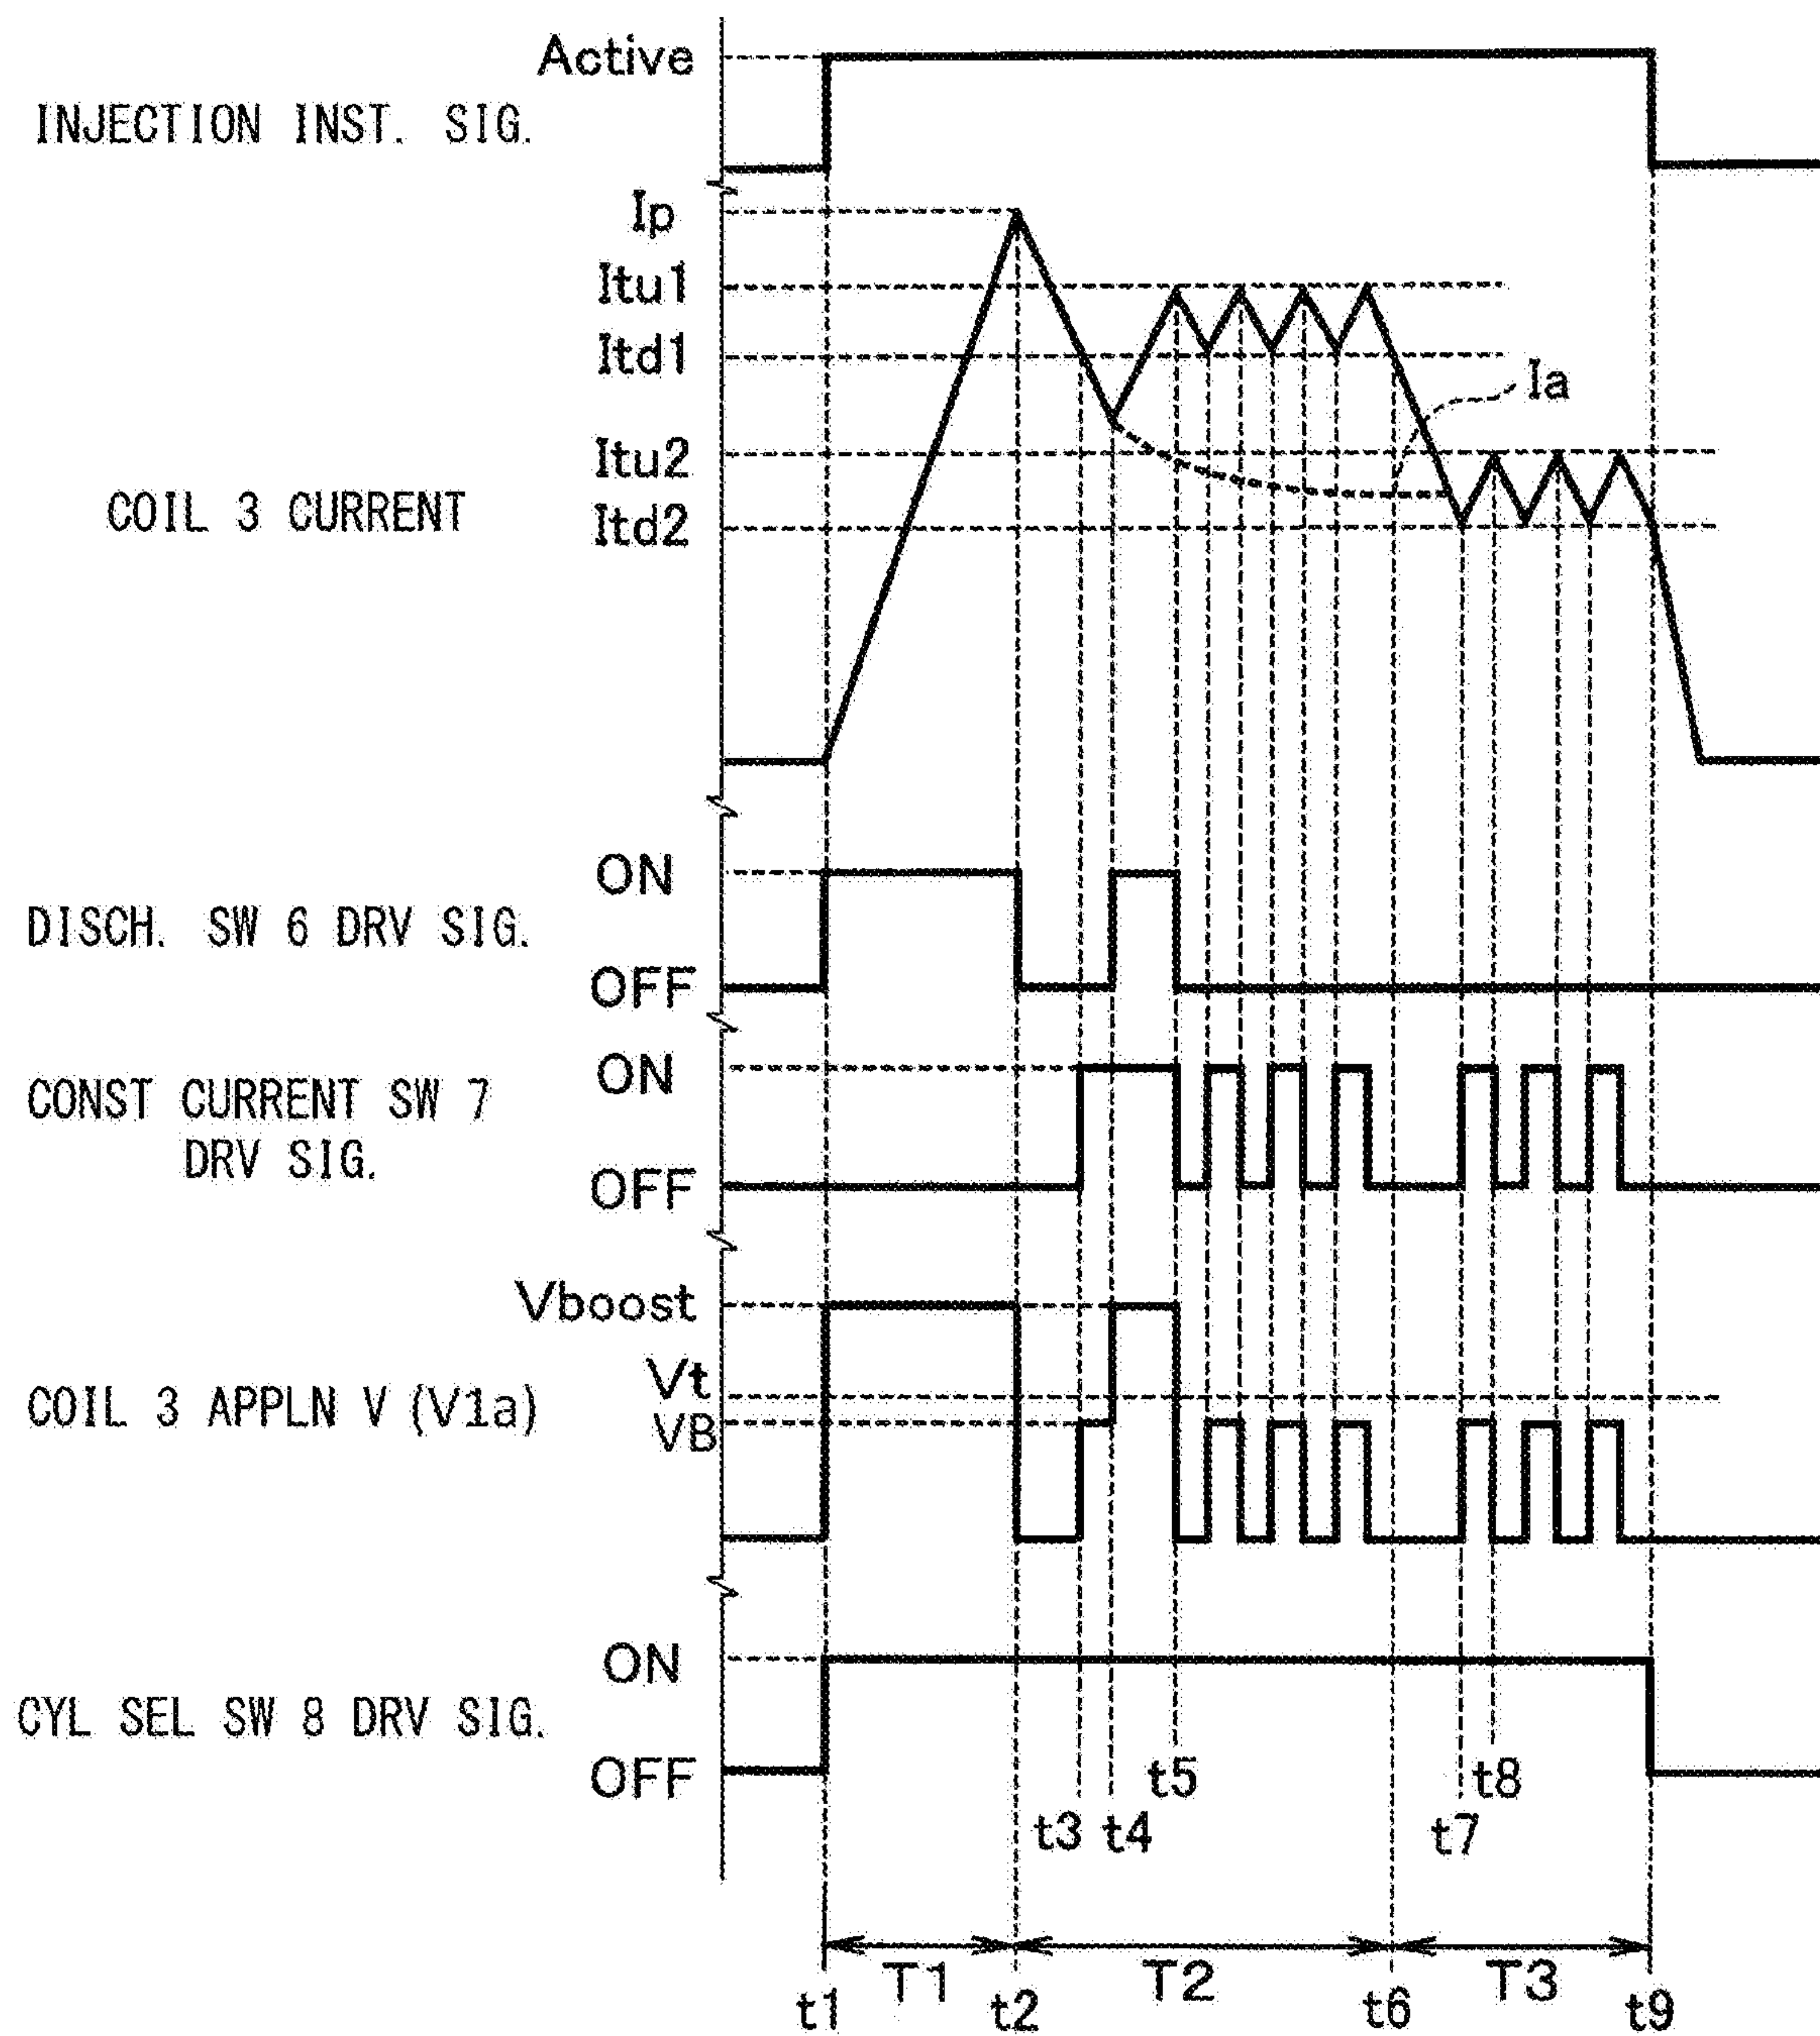 Active
INJECTION INST. SIG.
Ip
Itu1
Itd1
Ia
Itu2
COIL 3 CURRENT
Itd2
ON
DISCH. SW 6 DRV SIG.
OFF
ON
CONST CURRENT SW 7
DRV SIG.
OFF
Vboost
Vt
COIL 3 APPLN V (V1a)
VB
ON
CYL SEL SW 8 DRV SIG.
OFF
t5
t8
t3
t4
t7
T1
T2
T3
t1
t2
t6
t9